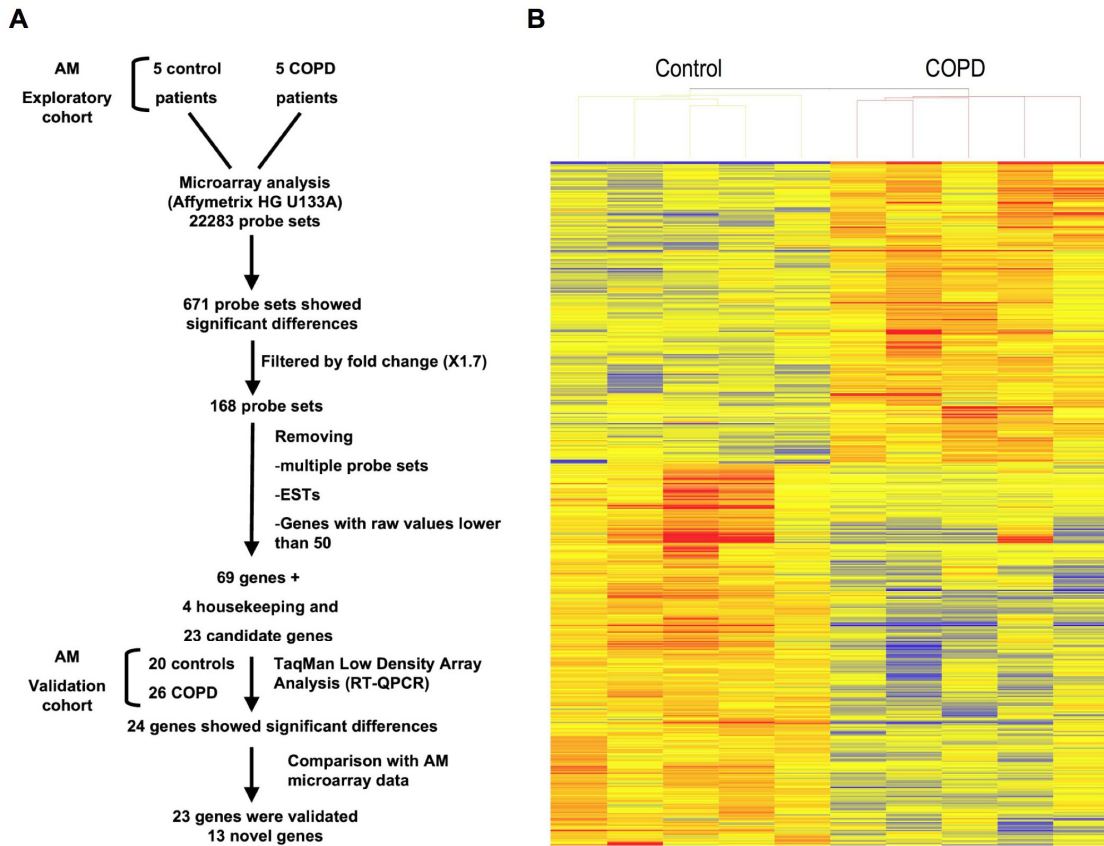 A
B
AM
Exploratory
cohort
5 control
patients
5 COPD
patients
Microarray analysis
(Affymetrix HG U133A)
22283 probe sets
671 probe sets showed
significant differences
Filtered by fold change (X1.7)
168 probe sets
Removing
-multiple probe sets
-ESTs
-Genes with raw values lower
than 50
69 genes +
4 housekeeping and
23 candidate genes
AM
Validation
cohort
20 controls
26 COPD
TaqMan Low Density Array
Analysis (RT-QPCR)
24 genes showed significant differences
Comparison with AM
microarray data
23 genes were validated
13 novel genes
Control
COPD